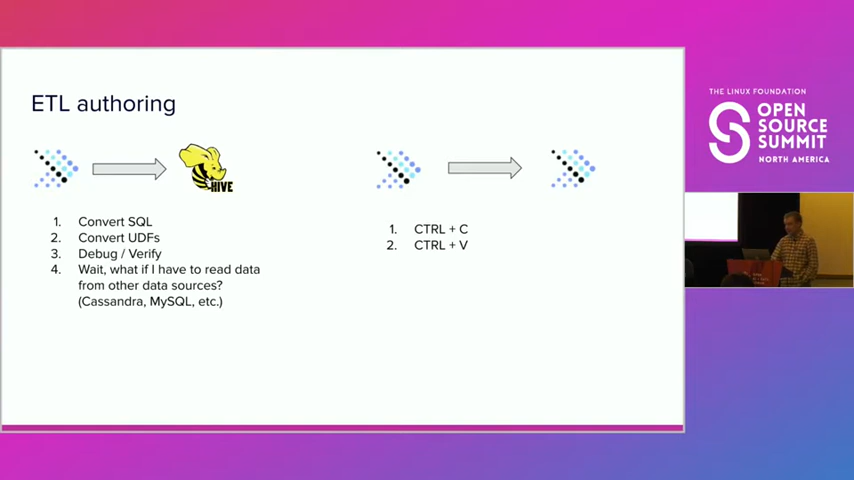 ETL authoring
HIVE
1. Convert SQL
2. Convert UDFs
3. Debug / Verify
4. Wait, what if I have to read data
from other data sources?
(Cassandra, MySQL, etc.)
1. CTRL + C
2. CTRL + V
THE LINUX FOUNDATION
OPEN
SOURCE
SUMMIT
NORTH AMERICA